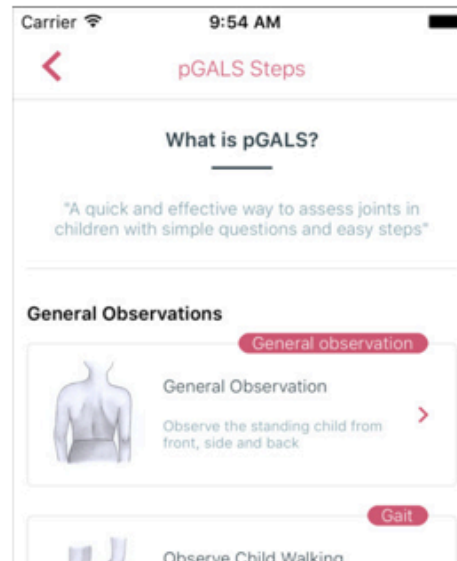 Carrier 9:54 AM
pGALS Steps
What is pGALS?
"A quick and effective way to assess joints in
children with simple questions and easy steps"
General Observations
General observation
General Observation
Observe the standing child from
front, side and back
Gait
Observe Child Walking